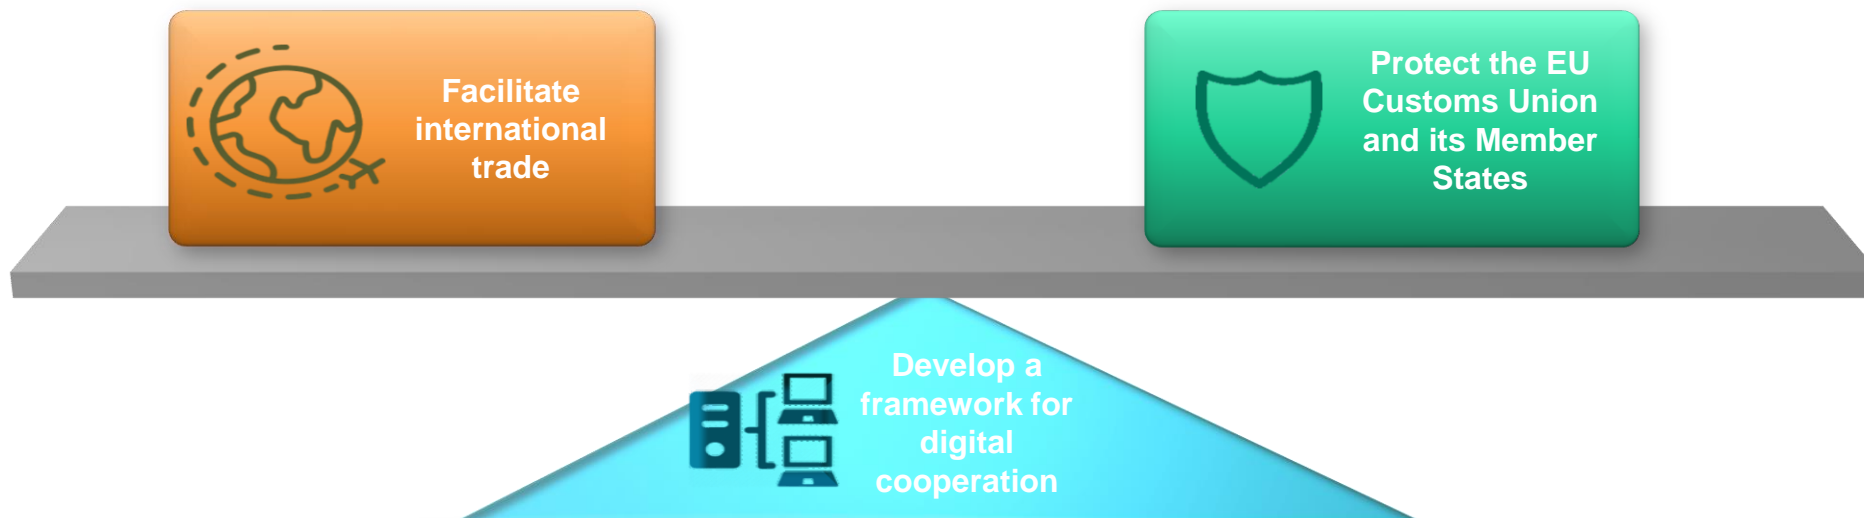 Facilitate
international
trade
Protect the EU
Customs Union
and its Member
States
Develop a
framework for
digital
cooperation